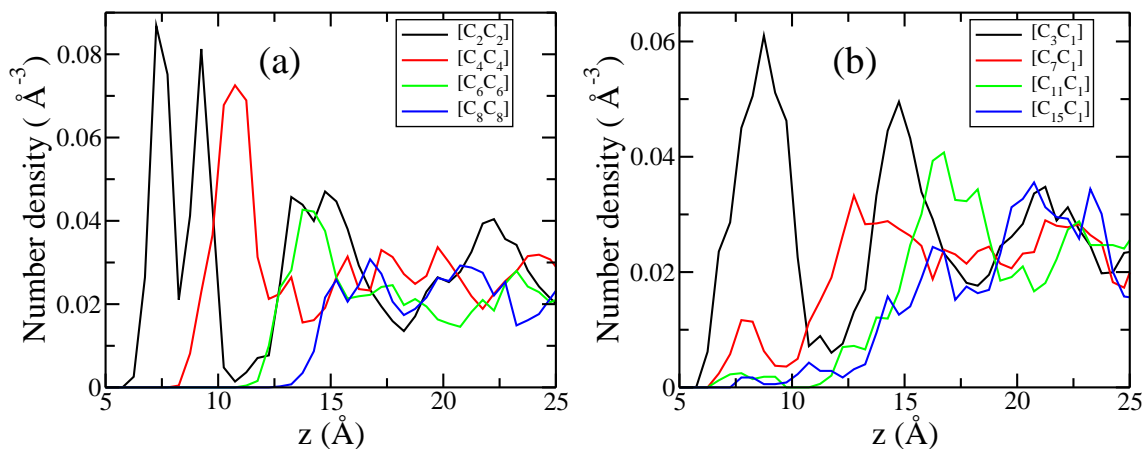 (a)
[C2C2]
[C4C4]
[C6C6]
[C8C8]
Number density ( Å-3)
0.08
0.06
0.04
0.02
0
5 10 15 20 25
z (Å)
(b)
[C3C1]
[C7C1]
[C11C1]
[C15C1]
Number density ( Å-3)
0.06
0.04
0.02
0
5 10 15 20 25
z (Å)